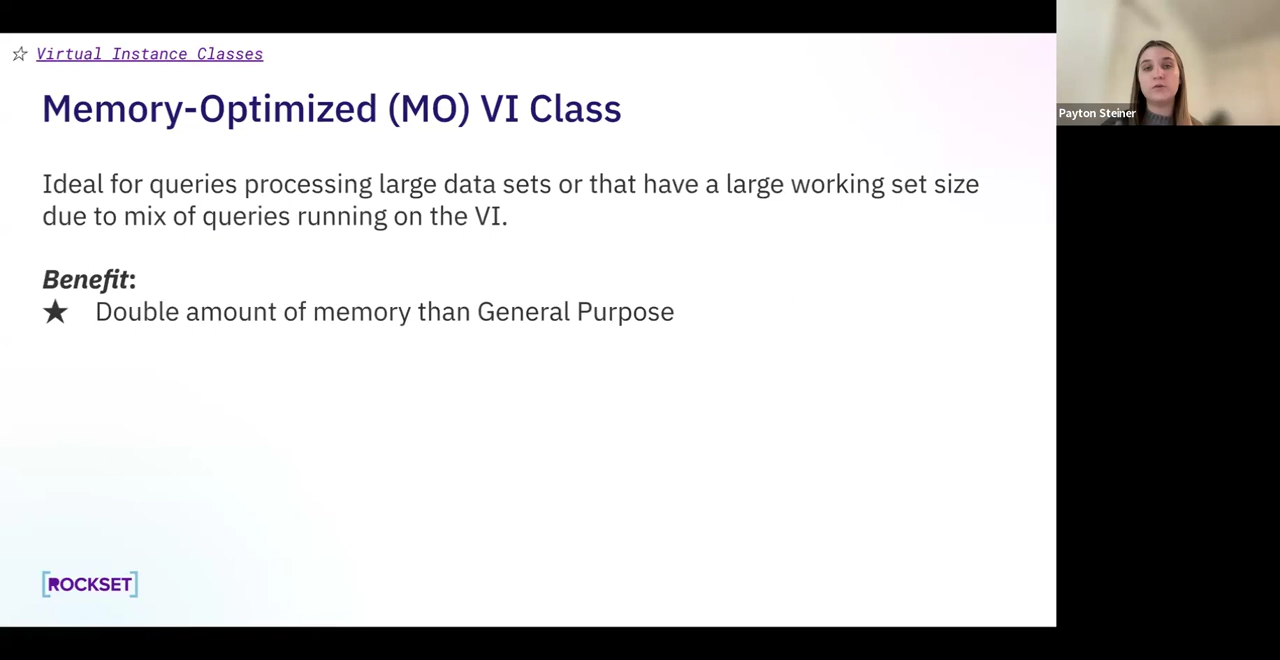 ☆ Virtual Instance Classes
Memory-Optimized (MO) VI Class
Ideal for queries processing large data sets or that have a large working set size
due to mix of queries running on the VI.
Benefit:
★ Double amount of memory than General Purpose
[ROCKSET]
Payton Steiner